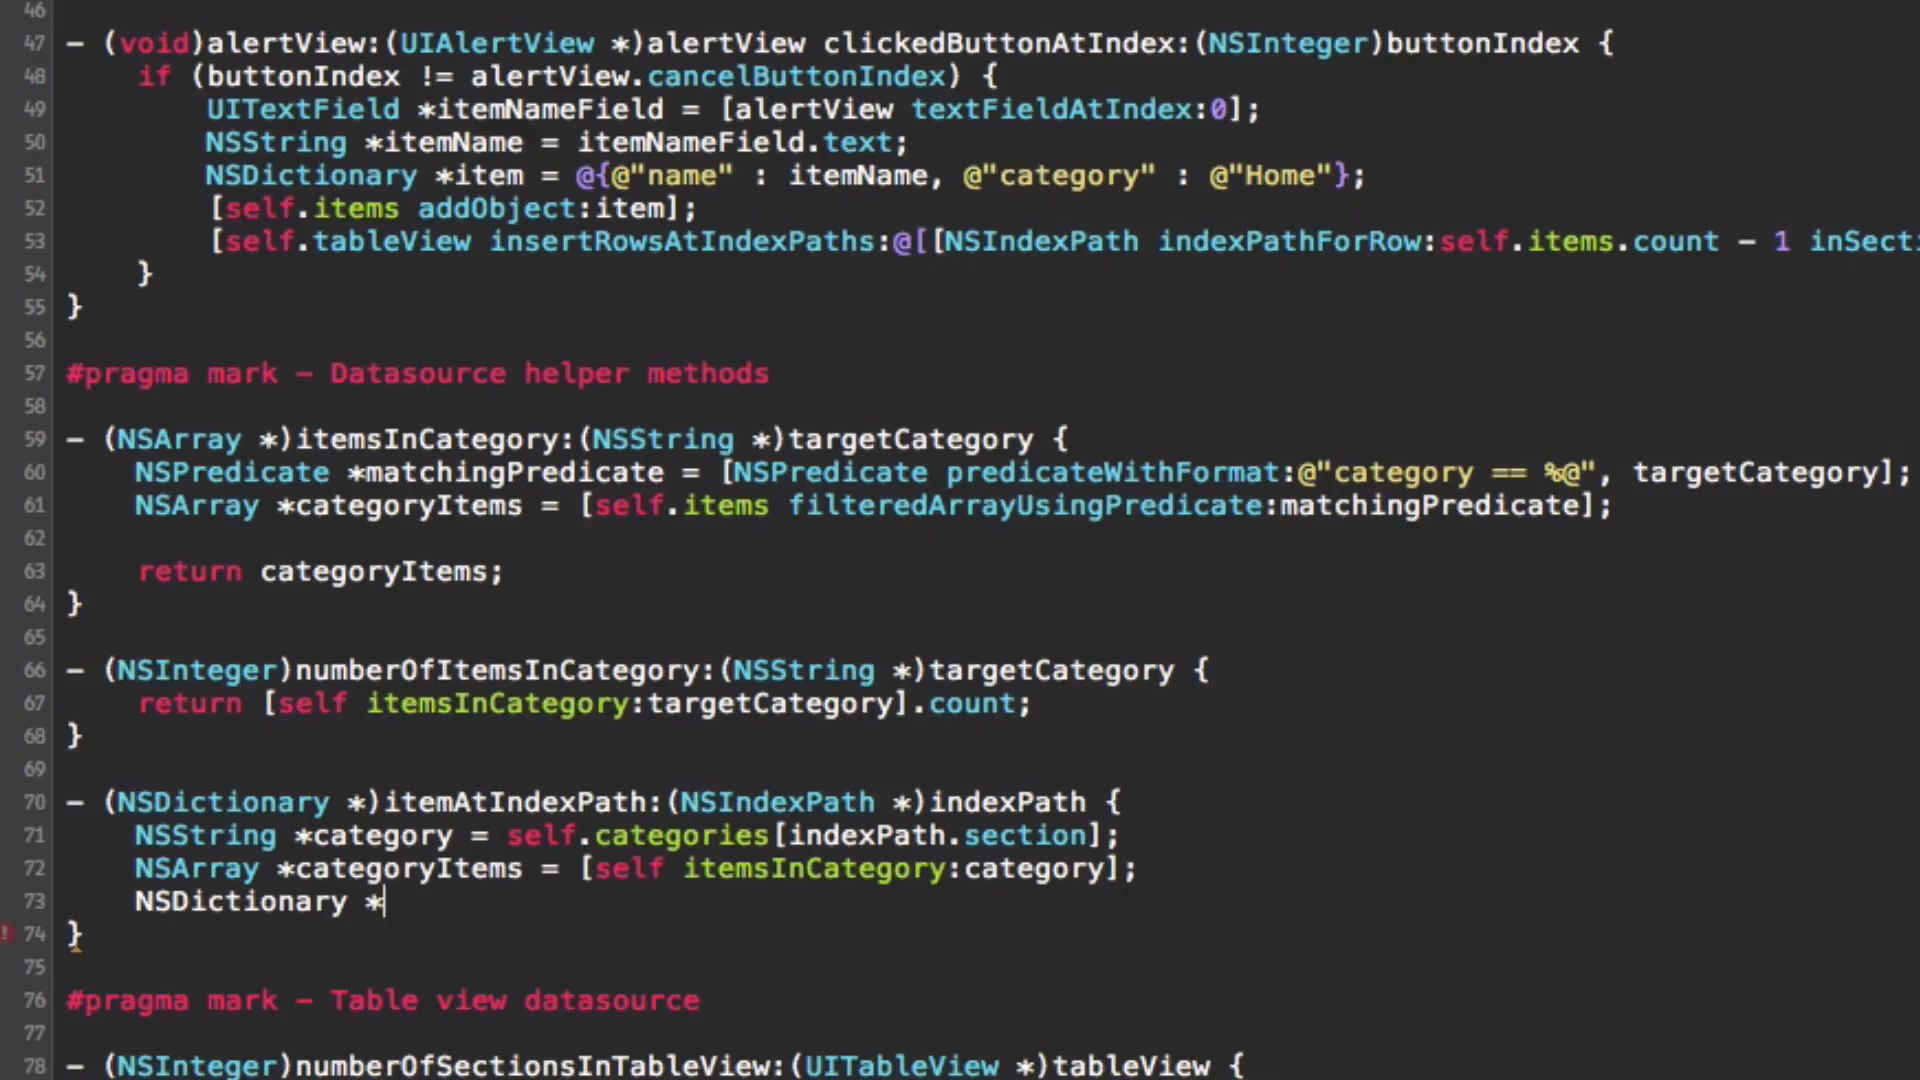 46
47 - (void)alertView:(UIAlertView *)alertView clickedButtonAtIndex:(NSInteger)buttonIndex {
48 if (buttonIndex != alertView.cancelButtonIndex) {
49 UITextField *itemNameField = [alertView textFieldAtIndex:0];
50 NSString *itemName = itemNameField.text;
51 NSDictionary *item = @{@"name" : itemName, @"category" : @"Home"};
52 [self.items addObject:item];
53 [self.tableView insertRowsAtIndexPaths:@[[NSIndexPath indexPathForRow:self.items.count - 1 inSecti
54 }
55 }
56
57 #pragma mark - Datasource helper methods
58
59 - (NSArray *)itemsInCategory:(NSString *)targetCategory {
60 NSPredicate *matchingPredicate = [NSPredicate predicateWithFormat:@"category == %@", targetCategory];
61 NSArray *categoryItems = [self.items filteredArrayUsingPredicate:matchingPredicate];
62
63 return categoryItems;
64 }
65
66 - (NSInteger)numberOfItemsInCategory:(NSString *)targetCategory {
67 return [self itemsInCategory:targetCategory].count;
68 }
69
70 - (NSDictionary *)itemAtIndexPath:(NSIndexPath *)indexPath {
71 NSString *category = self.categories[indexPath.section];
72 NSArray *categoryItems = [self itemsInCategory:category];
73 NSDictionary *
! 74 }
75
76 #pragma mark - Table view datasource
77
78 - (NSInteger)numberOfSectionsInTableView:(UITableView *)tableView {